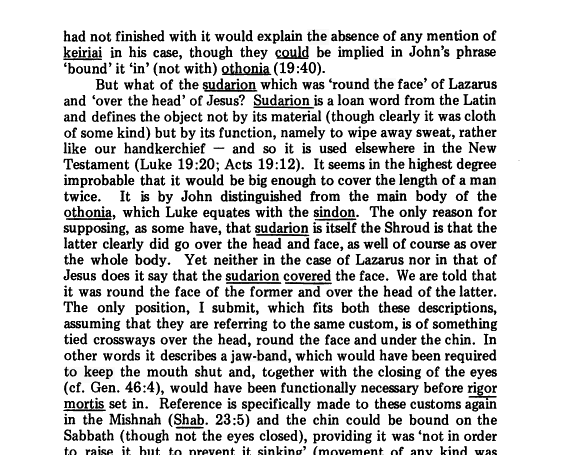 had not finished with it would explain the absence of any mention of
keiriai in his case, though they could be implied in John's phrase
'bound' it 'in' (not with) othonia (19:40).
But what of the sudarion which was 'round the face' of Lazarus
and 'over the head' of Jesus? Sudarion is a loan word from the Latin
and defines the object not by its material (though clearly it was cloth
of some kind) but by its function, namely to wipe away sweat, rather
like our handkerchief — and so it is used elsewhere in the New
Testament (Luke 19:20; Acts 19:12). It seems in the highest degree
improbable that it would be big enough to cover the length of a man
twice. It is by John distinguished from the main body of the
othonia, which Luke equates with the sindon. The only reason for
supposing, as some have, that sudarion is itself the Shroud is that the
latter clearly did go over the head and face, as well of course as over
the whole body. Yet neither in the case of Lazarus nor in that of
Jesus does it say that the sudarion covered the face. We are told that
it was round the face of the former and over the head of the latter.
The only position, I submit, which fits both these descriptions,
assuming that they are referring to the same custom, is of something
tied crossways over the head, round the face and under the chin. In
other words it describes a jaw-band, which would have been required
to keep the mouth shut and, together with the closing of the eyes
(cf. Gen. 46:4), would have been functionally necessary before rigor
mortis set in. Reference is specifically made to these customs again
in the Mishnah (Shab. 23:5) and the chin could be bound on the
Sabbath (though not the eyes closed), providing it was 'not in order
to raise it but to prevent it sinking' (movement of any kind was